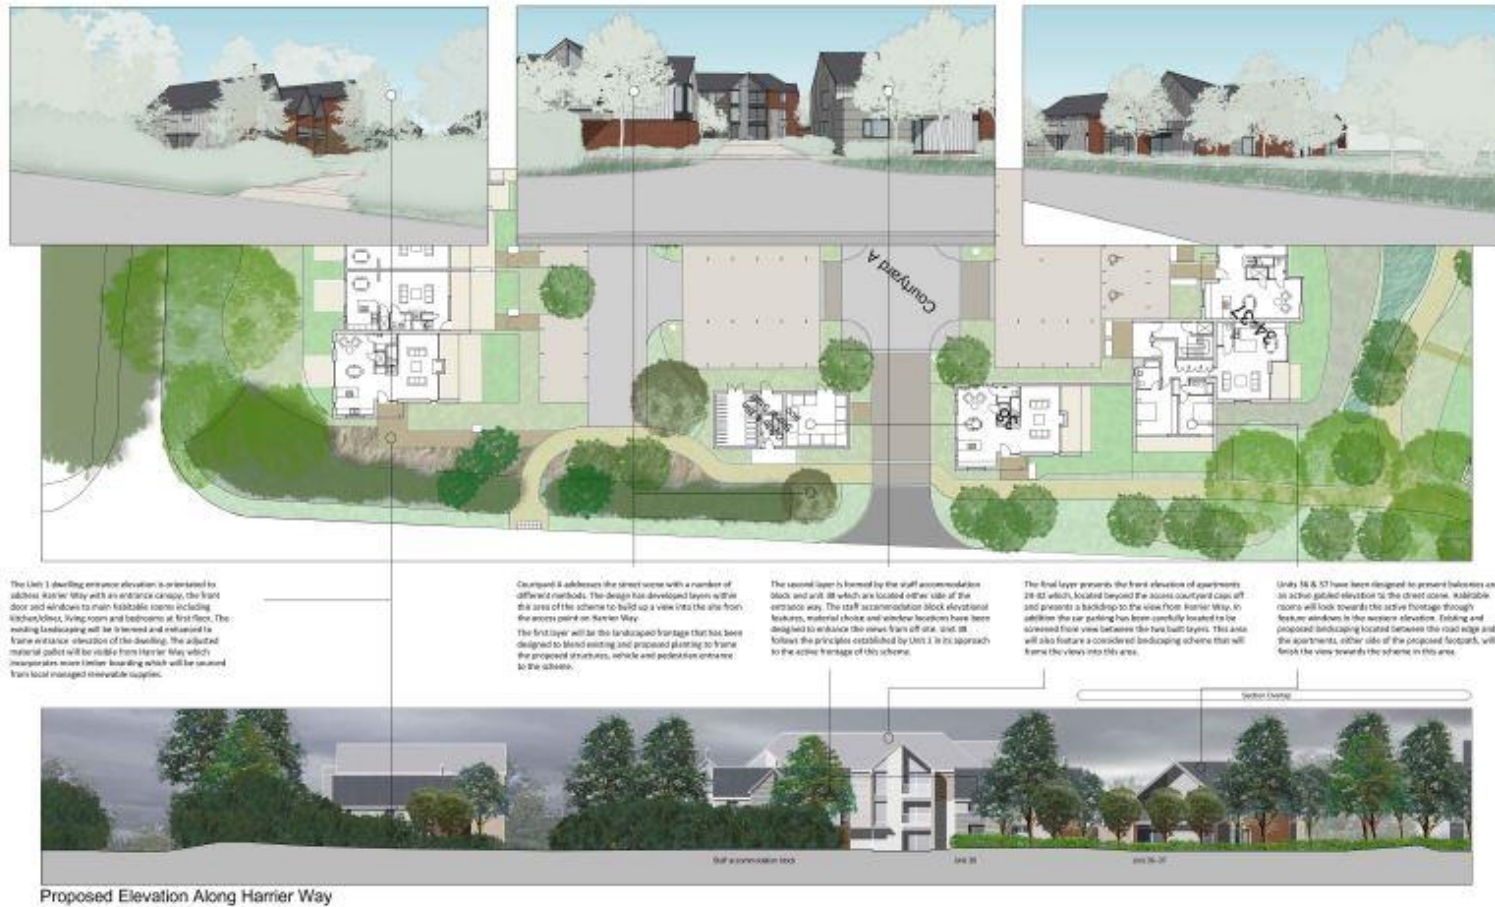 Courtyard A
34-37
The Unit 1 dwelling entrance elevation is orientated to
address Harrier Way with an entrance canopy, the front
door and windows to main habitable rooms including
kitchen/diner, living room and bedrooms at first floor. The
existing landscaping will be trimmed and enhanced to
frame entrance elevation of the dwelling. The adjusted
material pallet will be visible from Harrier Way which
incorporates more timber boarding which will be sourced
from local managed renewable supplies.
Courtyard A addresses the street scene with a number of
different methods. The design has developed layers within
this area of the scheme to build up a view into the site from
the access point on Harrier Way.
The first layer will be the landscaped frontage that has been
designed to blend existing and proposed planting to frame
the proposed structures, vehicle and pedestrian entrance
to the scheme.
The second layer is formed by the staff accommodation
block and unit 38 which are located either side of the
entrance way. The staff accommodation block elevational
features, material choice and window locations have been
designed to enhance the views from off site. Unit 38
follows the principles established by Unit 1 in its approach
to the active frontage of this scheme.
The final layer presents the front elevation of apartments
which, located beyond the access courtyard caps off
and presents a backdrop to the view from Harrier Way. In
addition the car parking has been carefully located to be
screened from view between the two built layers. This area
will also feature a considered landscaping scheme that will
frame the views into this area.
Units 36 & 37 have been designed to present balconies an
an active gabled elevation to the street scene. Habitable
rooms will look towards the active frontage through
feature windows in the western elevation. Existing and
proposed landscaping located between the road edge and
the apartments, either side of the proposed footpath, will
finish the view towards the scheme in this area.
Section Overlap
Staff accommodation block
Unit 38
Unit 36-37
Proposed Elevation Along Harrier Way